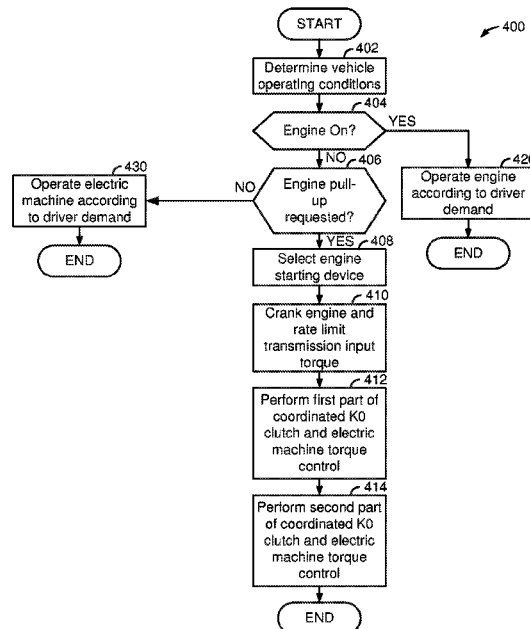 START
400
402
Determine vehicle
operating conditions
404
Engine On?
YES
NO
406
Engine pull-
up
requested?
NO
430
Operate electric
machine according
to driver demand
END
420
Operate engine
according to driver
demand
END
YES
408
Select engine
starting device
410
Crank engine and
rate limit
transmission input
torque
412
Perform first part of
coordinated K0
clutch and electric
machine torque
control
414
Perform second part
of coordinated K0
clutch and electric
machine torque
control
END